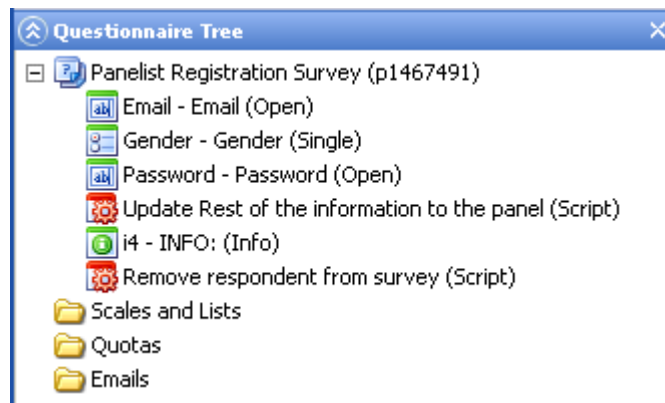 Questionnaire Tree
Panelist Registration Survey (p1467491)
Email - Email (Open)
Gender - Gender (Single)
Password - Password (Open)
Update Rest of the information to the panel (Script)
i4 - INFO: (Info)
Remove respondent from survey (Script)
Scales and Lists
Quotas
Emails